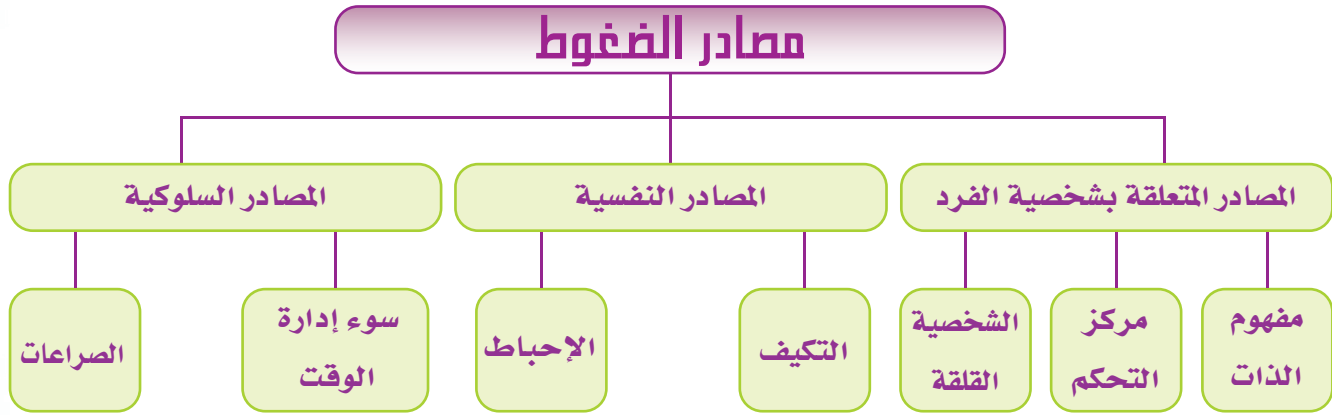 مصادر الضغوط
المصادر المتعلقة بشخصية الفرد
المصادر النفسية
المصادر السلوكية
مفهوم
الذات
مركز
التحكم
الشخصية
القلقة
التكيف
الإحباط
سوء إدارة
الوقت
الصراعات